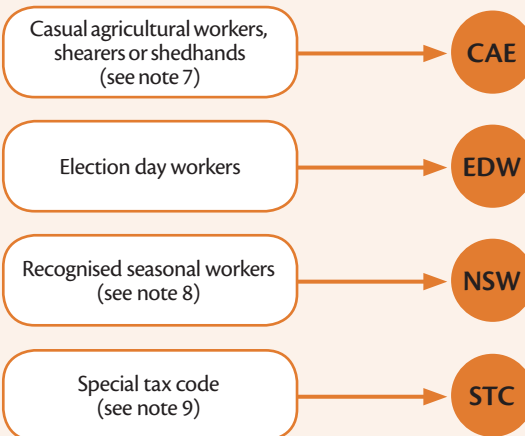 Casual agricultural workers,
shearers or shedhands
(see note 7)
CAE
Election day workers
EDW
Recognised seasonal workers
(see note 8)
NSW
Special tax code
(see note 9)
STC